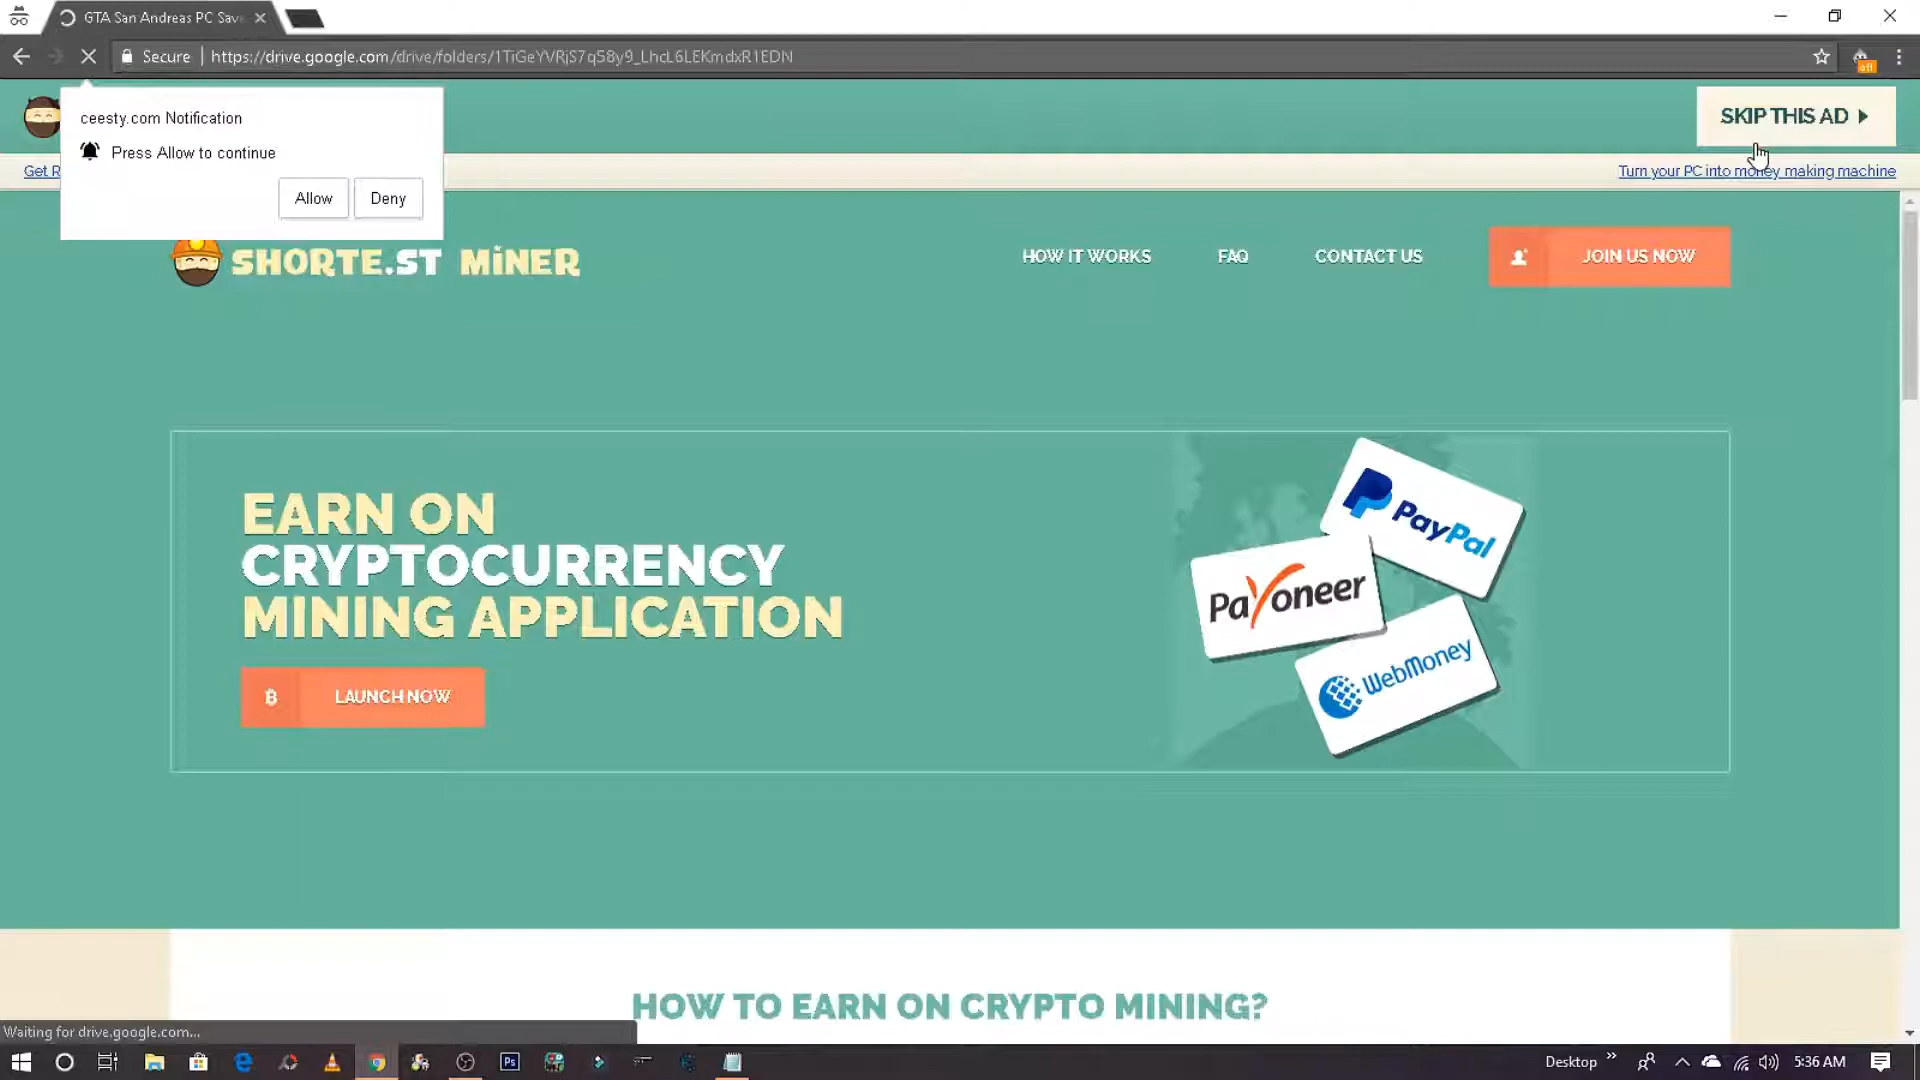 GTA San Andreas PC Sav
Secure
https://drive.google.com/drive/folders/1TiGeYVRjS7q58y9_LhcL6LEKmdxR1EDN
off
ceesty.com Notification
Press Allow to continue
Allow
Deny
SKIP THIS AD
Get R
Turn your PC into money making machine
SHORTE.ST MINER
HOW IT WORKS
FAQ
CONTACT US
JOIN US NOW
EARN ON
CRYPTOCURRENCY
MINING APPLICATION
LAUNCH NOW
PayPal
Payoneer
WebMoney
HOW TO EARN ON CRYPTO MINING?
Waiting for drive.google.com...
Ps
Desktop
5:36 AM